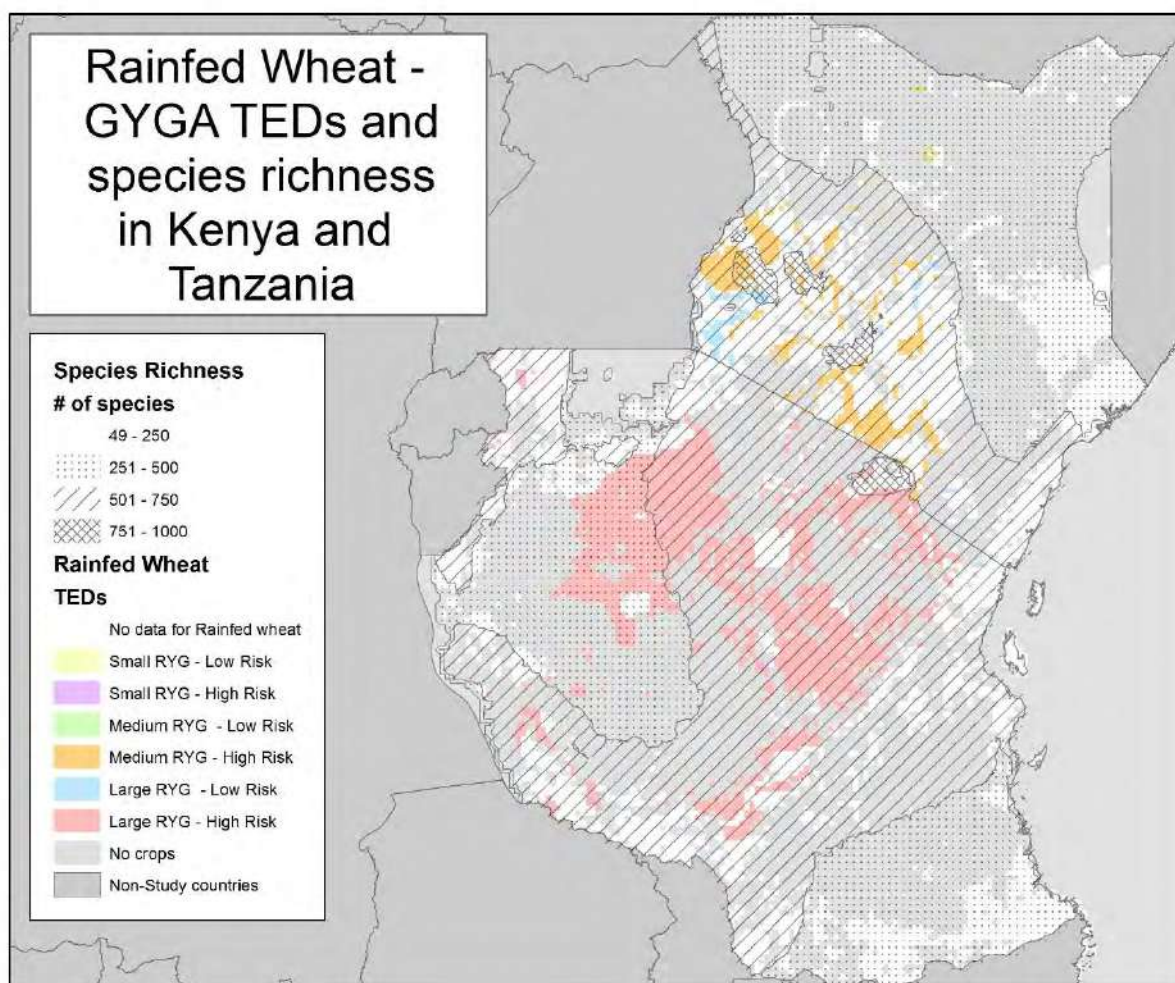 Rainfed Wheat -
GYGA TEDs and
species richness
in Kenya and
Tanzania
Species Richness
# of species
49 - 250
251 - 500
501 - 750
751 - 1000
Rainfed Wheat
TEDs
No data for Rainfed wheat
Small RYG - Low Risk
Small RYG - High Risk
Medium RYG - Low Risk
Medium RYG - High Risk
Large RYG - Low Risk
Large RYG - High Risk
No crops
Non-Study countries